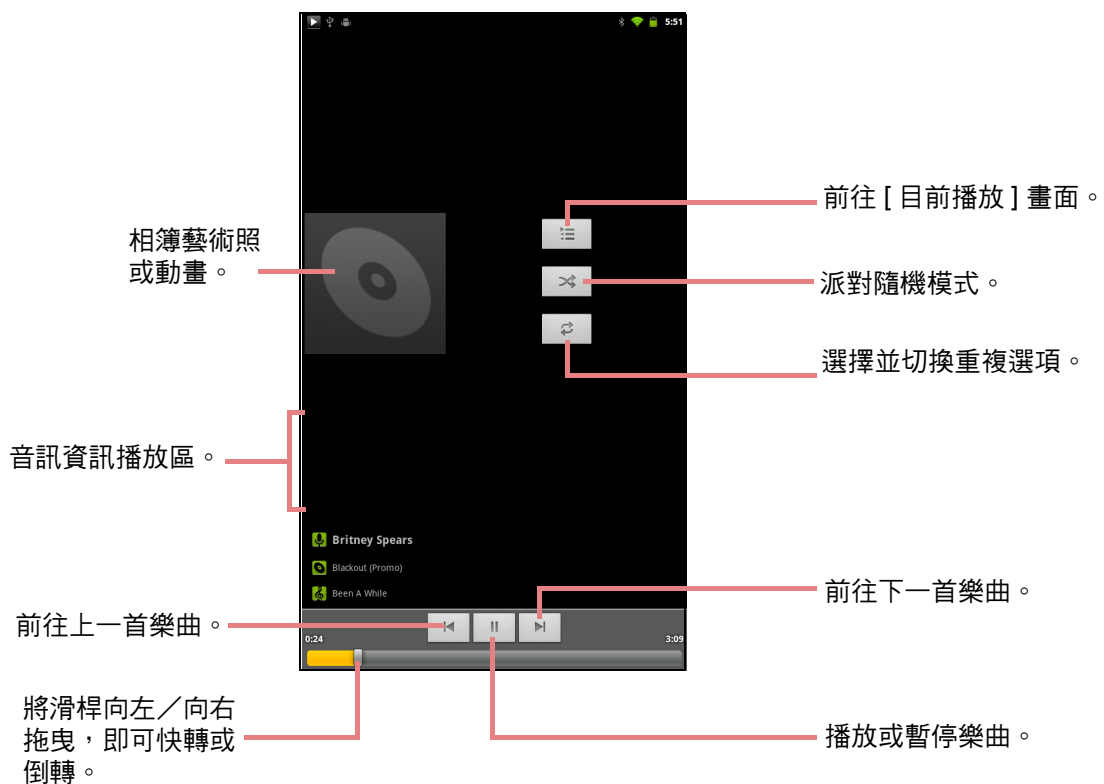 5:51
前往 [ 目前播放 ] 畫面。
相簿藝術照
或動畫。
派對隨機模式。
選擇並切換重複選項。
音訊資訊播放區。
Britney Spears
Blackout (Promo)
Been A While
前往下一首樂曲。
前往上一首樂曲。
0:24
3:09
將滑桿向左／向右
拖曳，即可快轉或
倒轉。
播放或暫停樂曲。